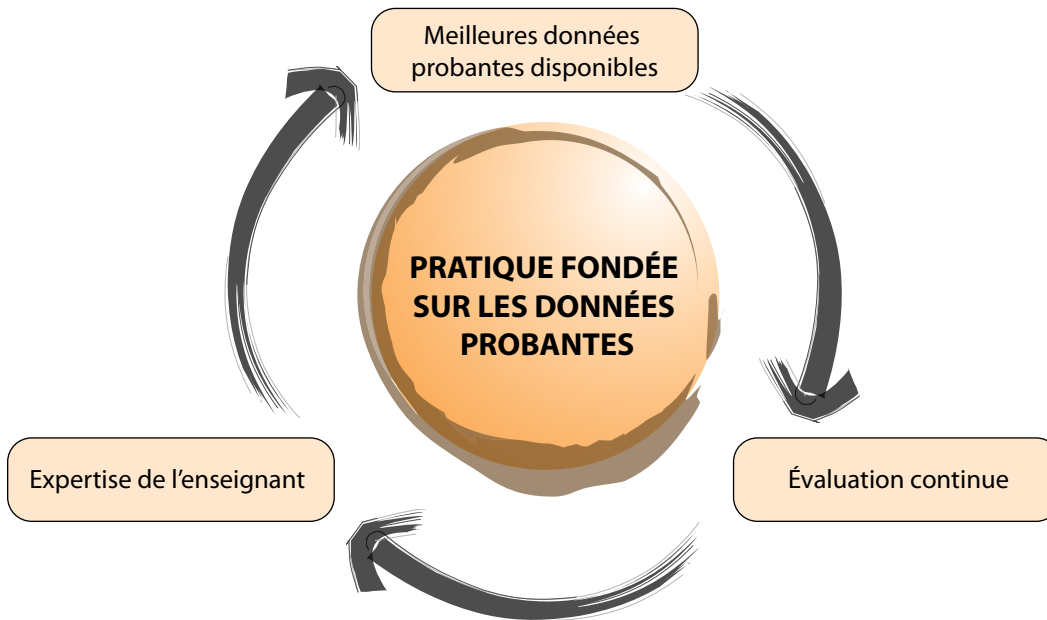 Meilleures données
probantes disponibles
PRATIQUE FONDÉE
SUR LES DONNÉES
PROBANTES
Expertise de l’enseignant
Évaluation continue